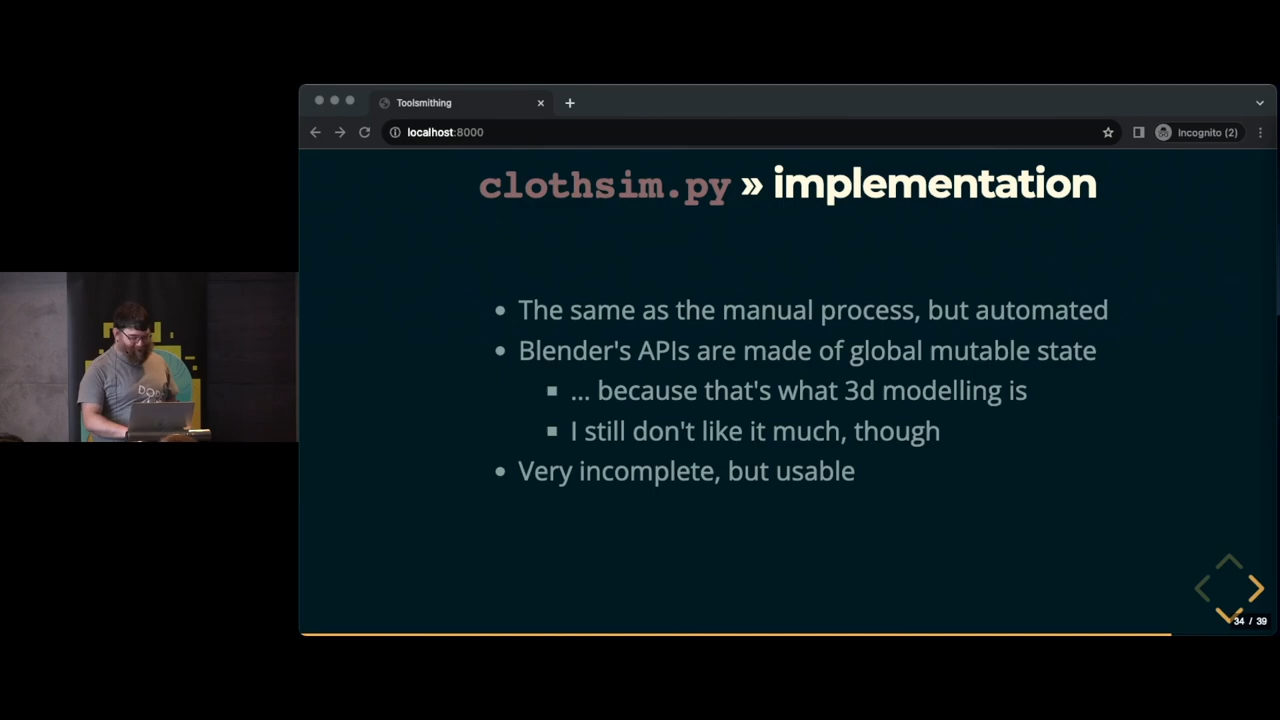 Toolsmithing
localhost:8000
Incognito (2)
clothsim.py » implementation
• The same as the manual process, but automated
• Blender's APIs are made of global mutable state
▪ ... because that's what 3d modelling is
▪ I still don't like it much, though
• Very incomplete, but usable
34 / 39